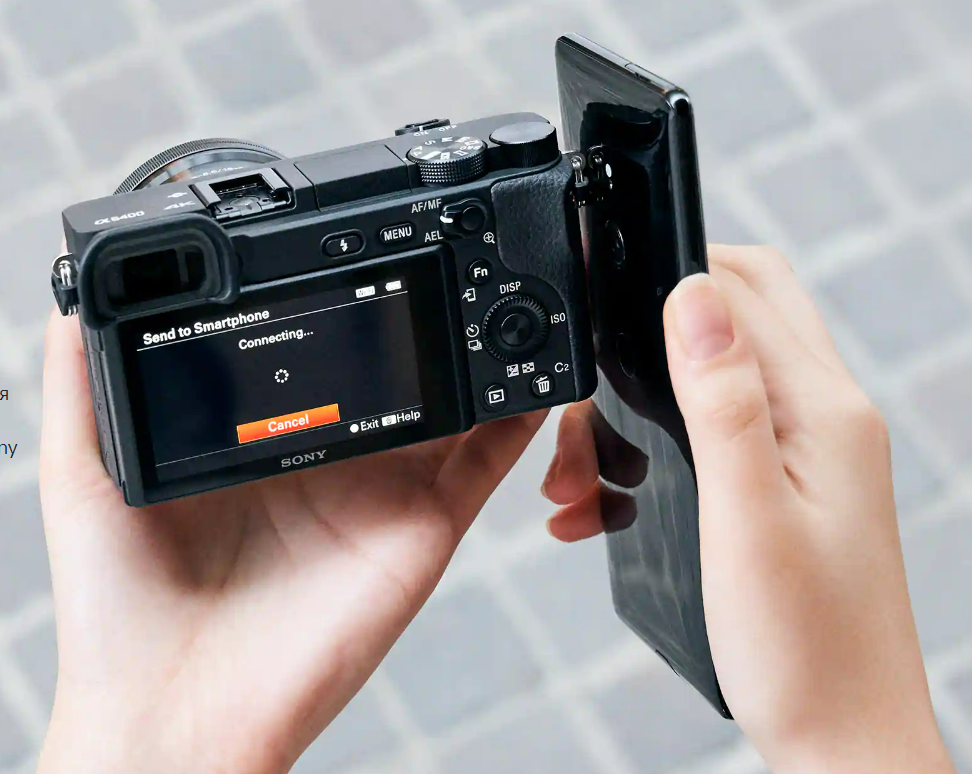 α6400
4K
AF/MF
AEL
MENU
Fn
DISP
ISO
C2
Send to Smartphone
Connecting...
Cancel
Exit Help
SONY
я
ny